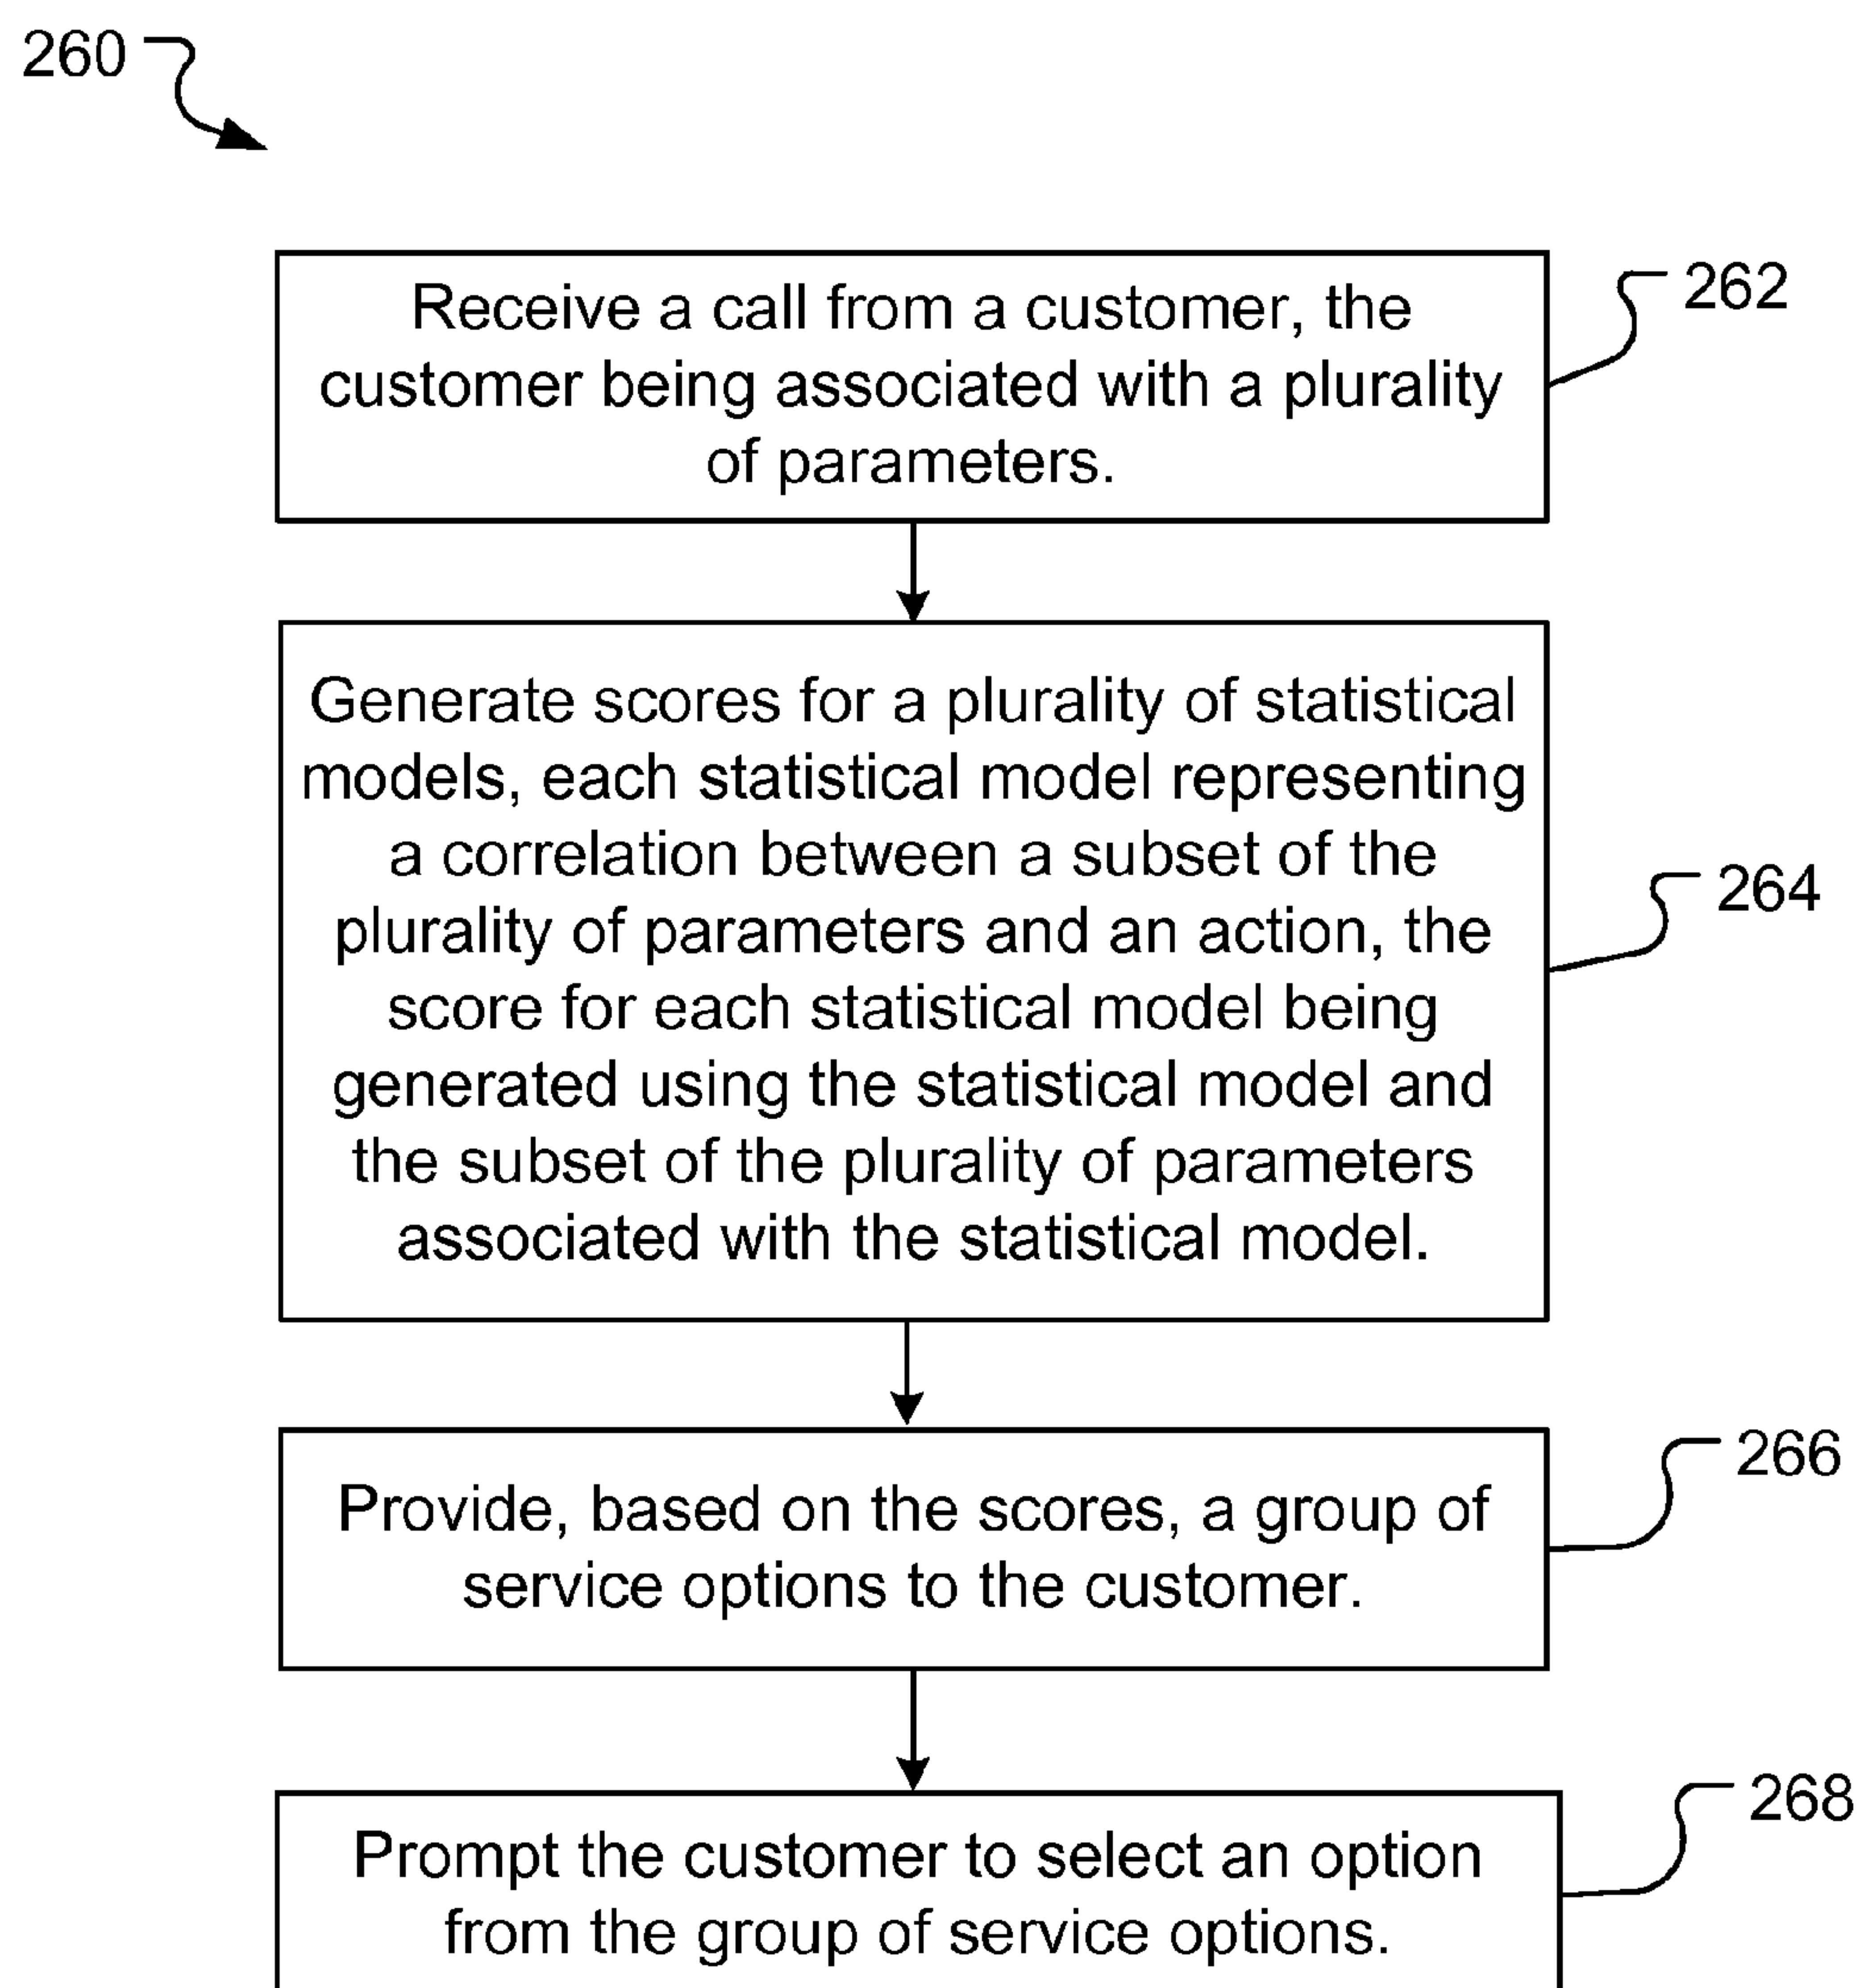 260
Receive a call from a customer, the
customer being associated with a plurality
of parameters.
262
Generate scores for a plurality of statistical
models, each statistical model representing
a correlation between a subset of the
plurality of parameters and an action, the
score for each statistical model being
generated using the statistical model and
the subset of the plurality of parameters
associated with the statistical model.
264
Provide, based on the scores, a group of
service options to the customer.
266
Prompt the customer to select an option
from the group of service options.
268